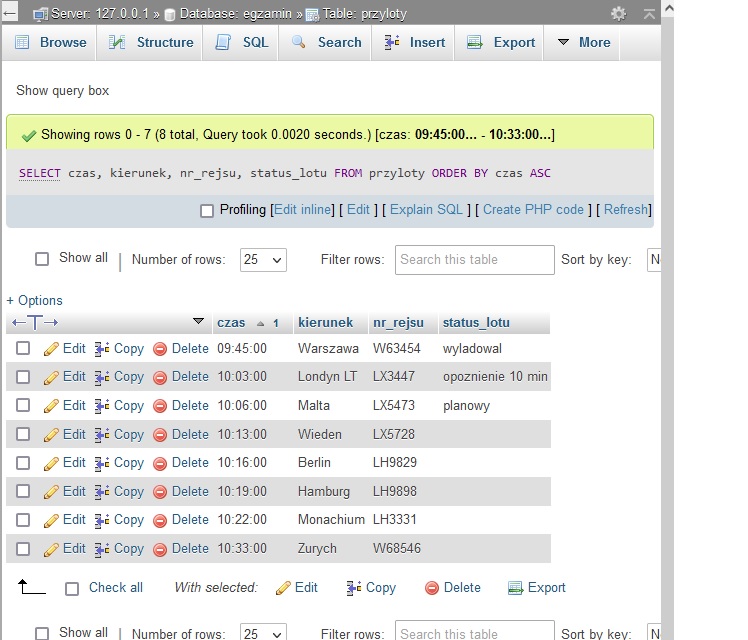 Server: 127.0.0.1 » Database: egzamin » Table: przyloty
Browse Structure SQL Search Insert Export More
Show query box
Showing rows 0 - 7 (8 total, Query took 0.0020 seconds.) [czas: 09:45:00... - 10:33:00...]
SELECT czas, kierunek, nr_rejsu, status_lotu FROM przyloty ORDER BY czas ASC
Profiling [Edit inline] [ Edit ] [ Explain SQL ] [ Create PHP code ] [ Refresh]
Show all | Number of rows: 25 Filter rows: Search this table Sort by key:
+ Options
←T→ czas 1 kierunek nr_rejsu status_lotu
Edit Copy Delete 09:45:00 Warszawa W63454 wyladowal
Edit Copy Delete 10:03:00 Londyn LT LX3447 opoznienie 10 min
Edit Copy Delete 10:06:00 Malta LX5473 planowy
Edit Copy Delete 10:13:00 Wieden LX5728
Edit Copy Delete 10:16:00 Berlin LH9829
Edit Copy Delete 10:19:00 Hamburg LH9898
Edit Copy Delete 10:22:00 Monachium LH3331
Edit Copy Delete 10:33:00 Zurych W68546
Check all With selected: Edit Copy Delete Export
Show all | Number of rows: 25 Filter rows: Search this table Sort by key: